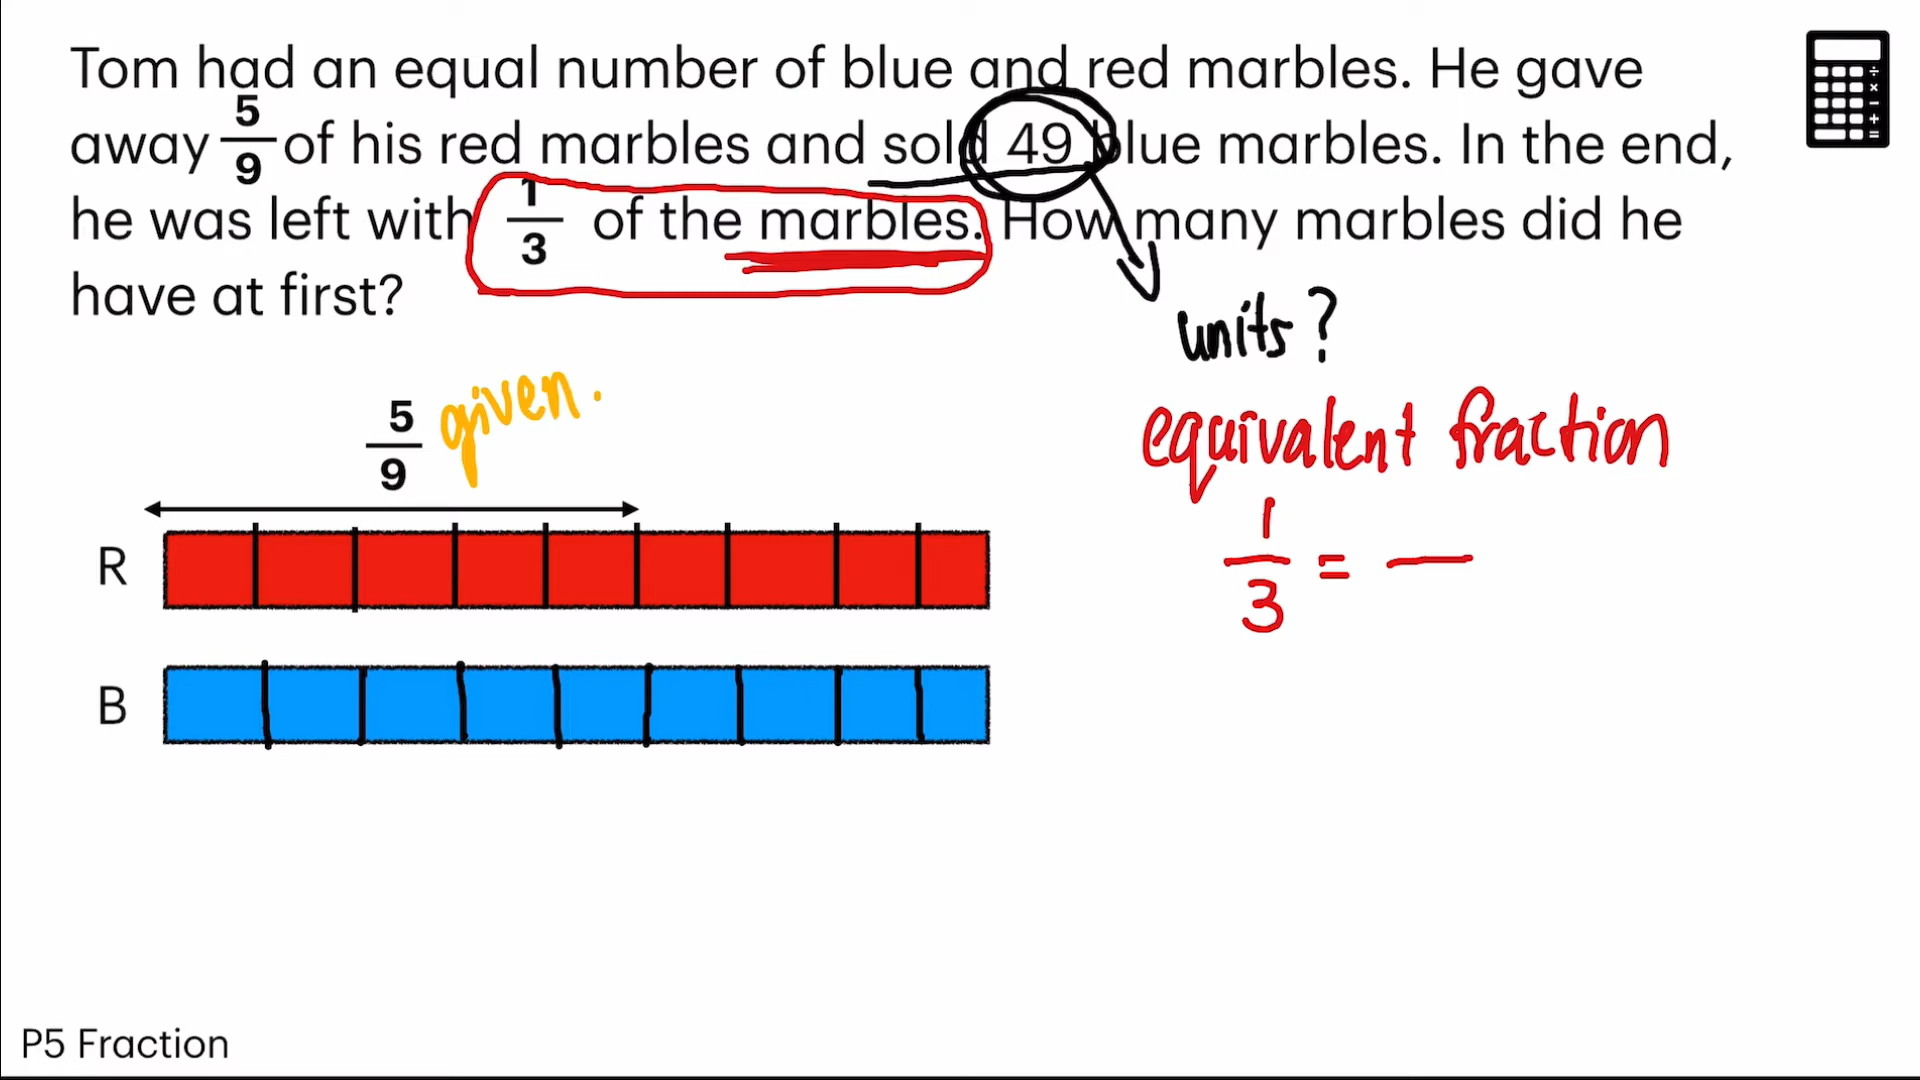 Tom had an equal number of blue and red marbles. He gave
away 5/9 of his red marbles and sold 49 blue marbles. In the end,
he was left with 1/3 of the marbles. How many marbles did he
have at first?
units?
5/9 given.
equivalent fraction
1/3 = —
R
B
P5 Fraction